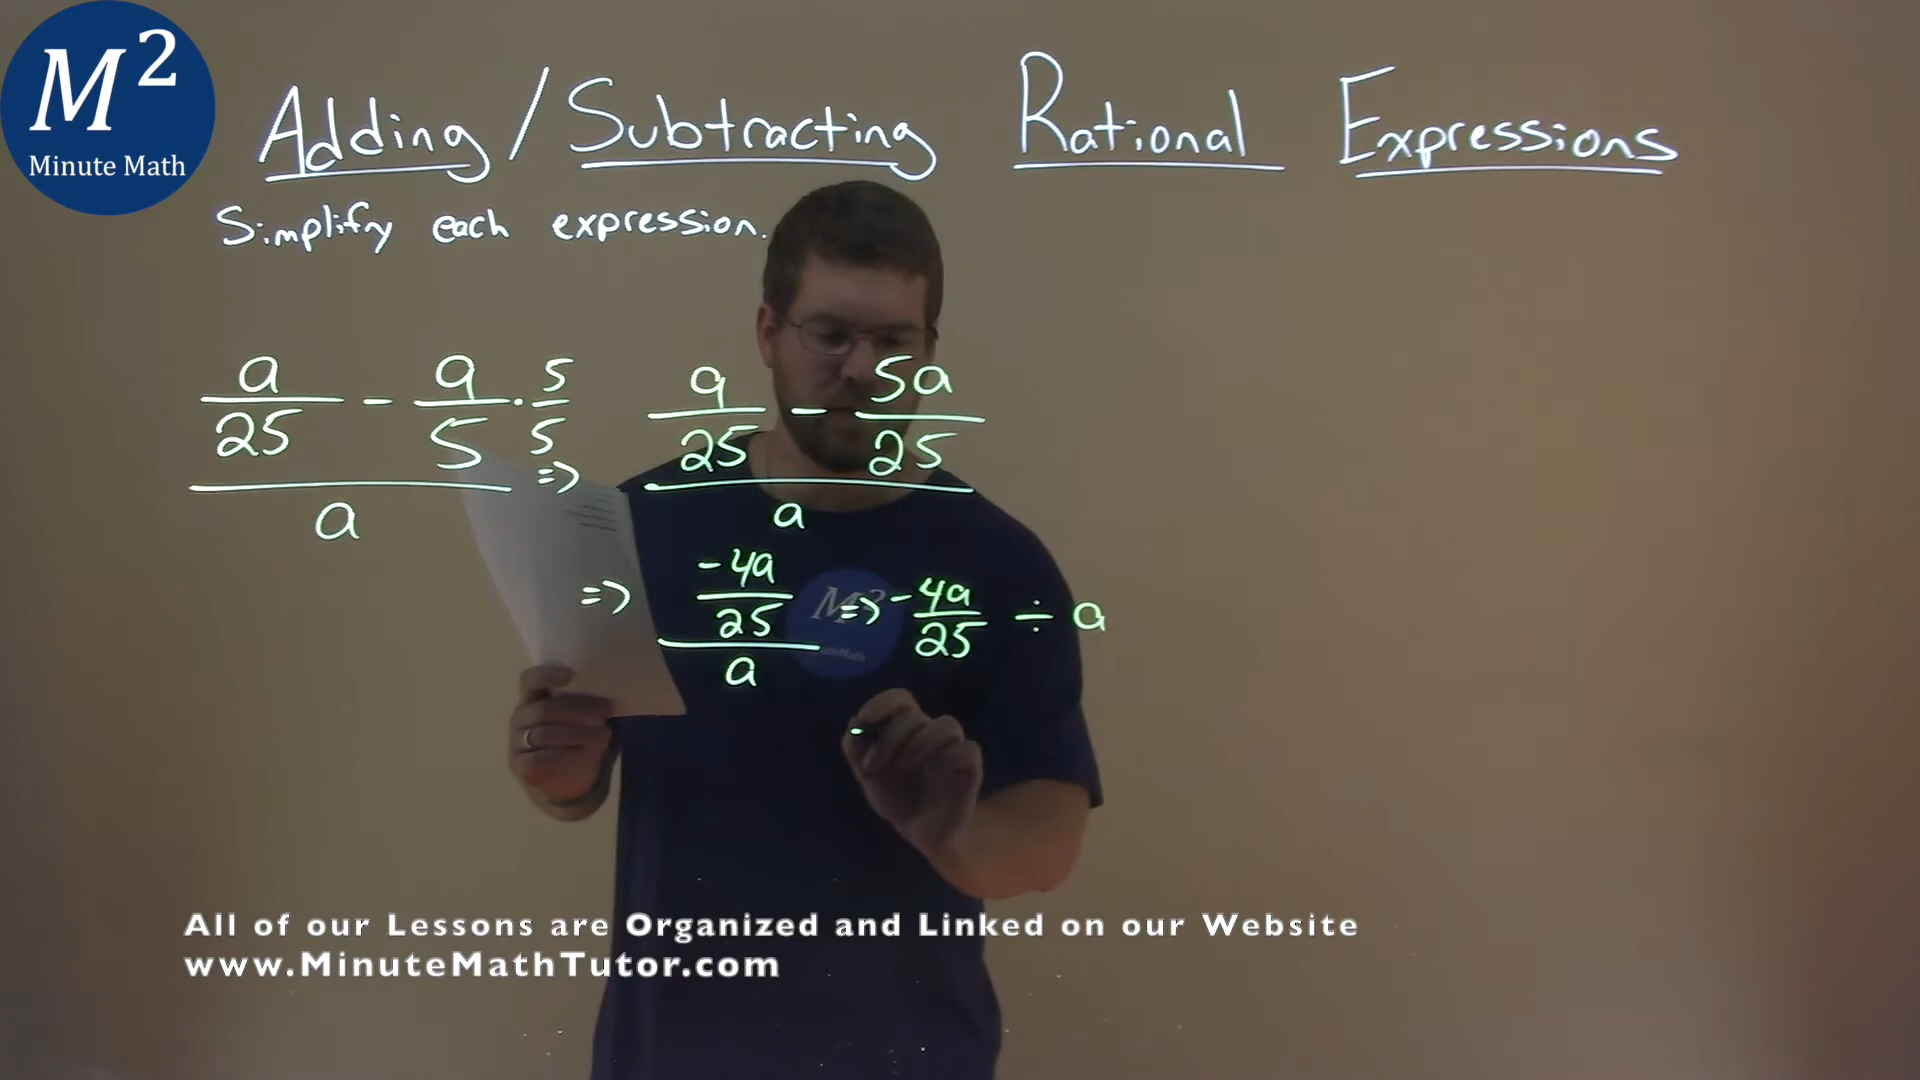 M²
Minute Math
Adding / Subtracting Rational Expressions
Simplify each expression.
a/25 - a/5 · 5/5
a
=>
a/25 - 5a/25
a
=> -4a/25
a
=> -4a/25 ÷ a
-
M²
All of our Lessons are Organized and Linked on our Website
www.MinuteMathTutor.com